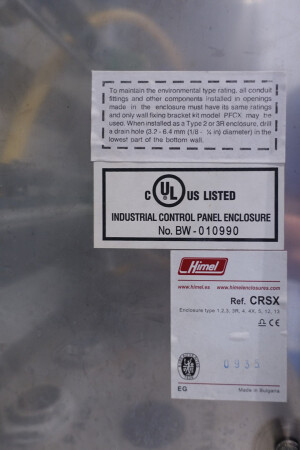 To maintain the environmental type rating, all conduit
fittings and other components installed in openings
made in the enclosure must have its same ratings
and only wall fixing bracket kit model PFCX may be
used. When installed as a Type 2 or 3R enclosure, drill
a drain hole (3.2 - 6.4 mm (1/8 - ¼ in) diameter) in the
lowest part of the bottom wall.
C UL US LISTED
INDUSTRIAL CONTROL PANEL ENCLOSURE
No. BW-010990
Himel
www.himel.es www.himelenclosures.com
Ref. CRSX
Enclosure type 1,2,3, 3R, 4, 4X, 5, 12, 13
CE
0935
EG Made in Bulgaria